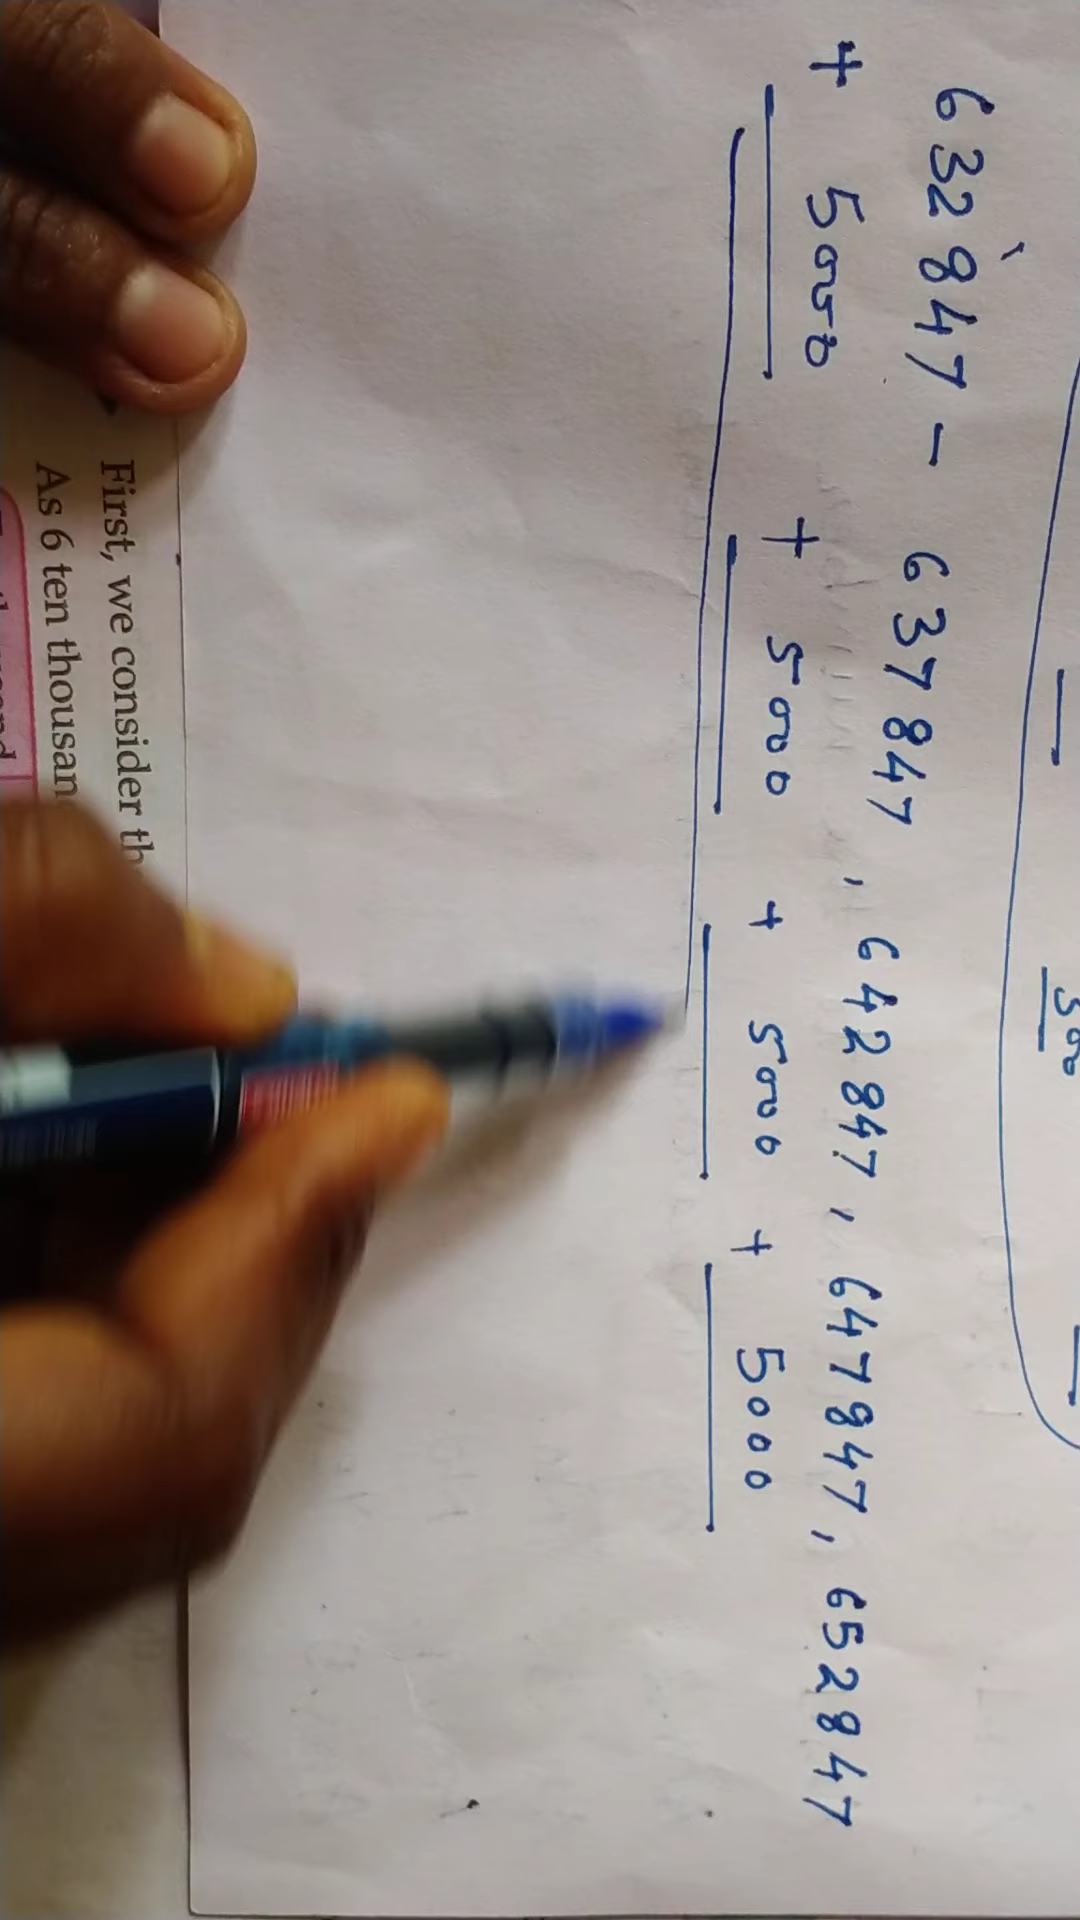 632847 - 637847, 642847, 647847, 652847
+ 5000 + 5000 + 5000 + 5000
First, we consider th
As 6 ten thousan